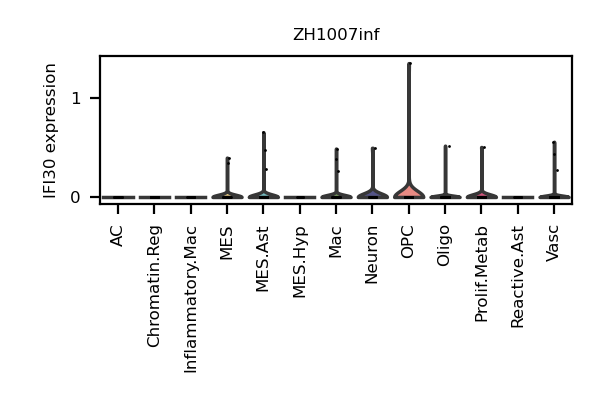 ZH1007inf
IFI30 expression
1
0
AC
Chromatin.Reg
Inflammatory.Mac
MES
MES.Ast
MES.Hyp
Mac
Neuron
OPC
Oligo
Prolif.Metab
Reactive.Ast
Vasc